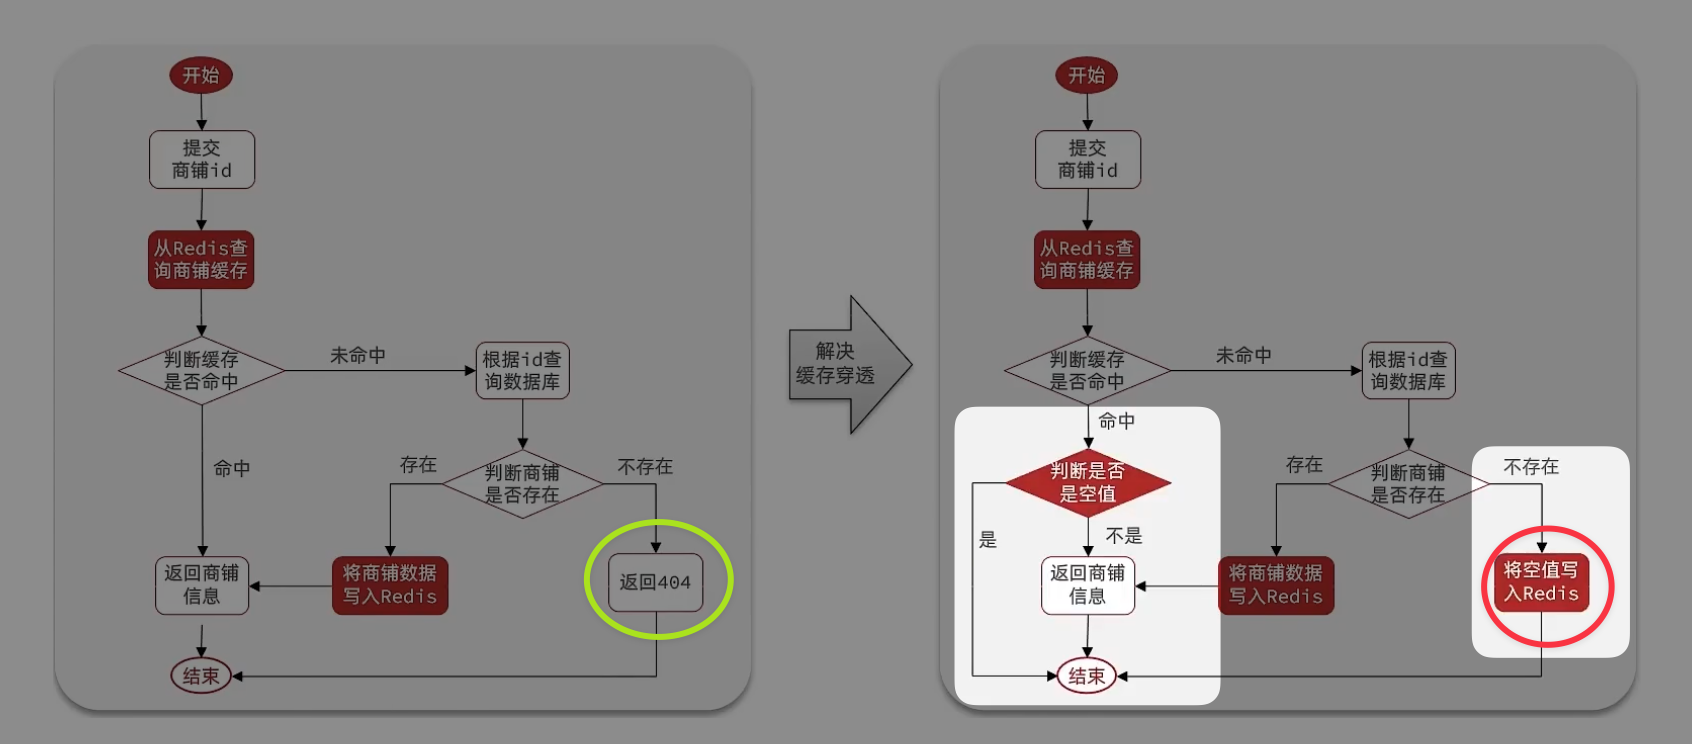 开始
提交
商铺id
从Redis查
询商铺缓存
判断缓存
是否命中
未命中
根据id查
询数据库
命中
存在
判断商铺
是否存在
不存在
返回商铺
信息
将商铺数据
写入Redis
返回404
结束
解决
缓存穿透
开始
提交
商铺id
从Redis查
询商铺缓存
判断缓存
是否命中
未命中
根据id查
询数据库
命中
判断是否
是空值
存在
判断商铺
是否存在
不存在
是
不是
返回商铺
信息
将商铺数据
写入Redis
将空值写
入Redis
结束